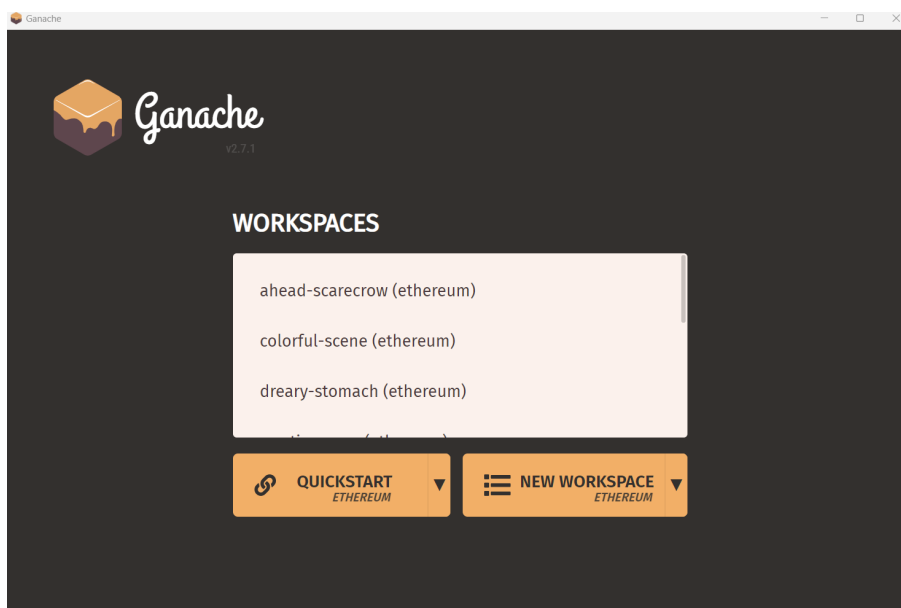 Ganache
Ganache
v2.7.1
WORKSPACES
ahead-scarecrow (ethereum)
colorful-scene (ethereum)
dreary-stomach (ethereum)
QUICKSTART
ETHEREUM
NEW WORKSPACE
ETHEREUM